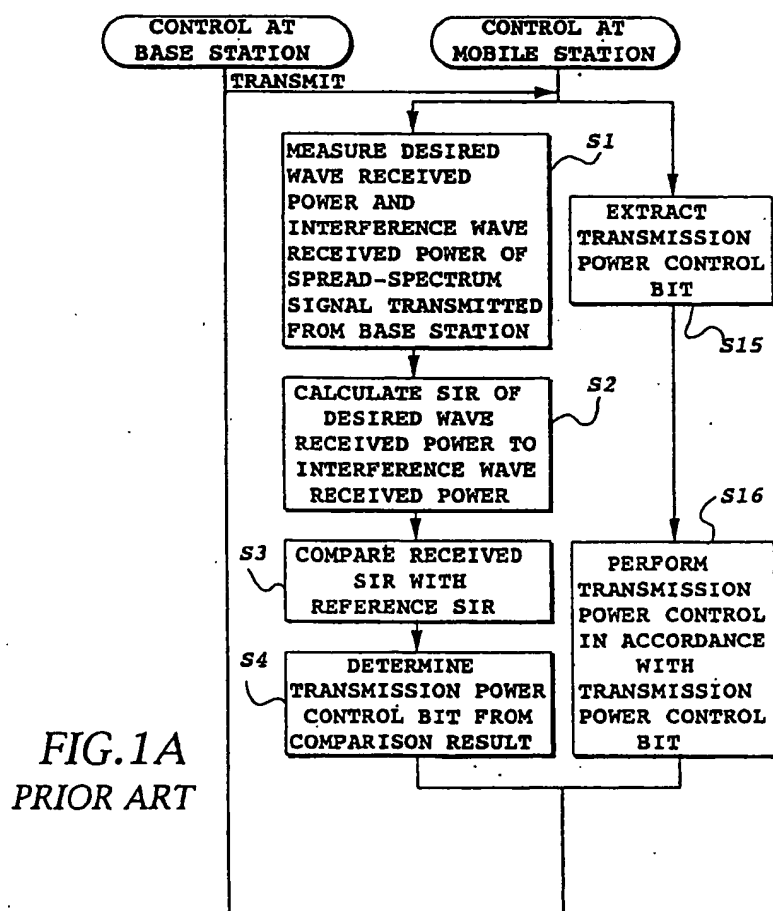 CONTROL AT
BASE STATION
CONTROL AT
MOBILE STATION
TRANSMIT
S1
MEASURE DESIRED
WAVE RECEIVED
POWER AND
INTERFERENCE WAVE
RECEIVED POWER OF
SPREAD-SPECTRUM
SIGNAL TRANSMITTED
FROM BASE STATION
EXTRACT
TRANSMISSION
POWER CONTROL
BIT
S15
S2
CALCULATE SIR OF
DESIRED WAVE
RECEIVED POWER TO
INTERFERENCE WAVE
RECEIVED POWER
S16
S3
COMPARE RECEIVED
SIR WITH
REFERENCE SIR
PERFORM
TRANSMISSION
POWER CONTROL
IN ACCORDANCE
WITH
TRANSMISSION
POWER CONTROL
BIT
S4
DETERMINE
TRANSMISSION POWER
CONTROL BIT FROM
COMPARISON RESULT
FIG.1A
PRIOR ART